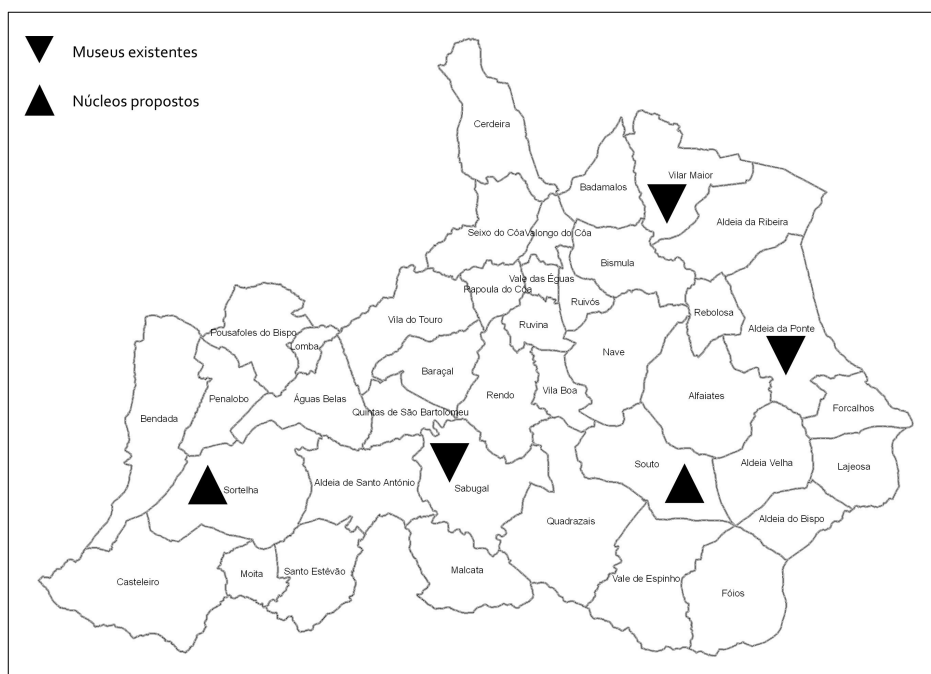 Museus existentes
Núcleos propostos
Cerdeira
Vilar Maior
Badamalos
Aldeia da Ribeira
Seixo do Côa
Valongo do Côa
Bismula
Vale das Éguas
Rapoula do Côa
Ruivós
Rebolosa
Vila do Touro
Ruvina
Aldeia da Ponte
Pousafoles do Bispo
Lomba
Nave
Baraçal
Vila Boa
Penalobo
Águas Belas
Rendo
Alfaiates
Forcalhos
Bendada
Quintas de São Bartolomeu
Souto
Aldeia Velha
Lajeosa
Sortelha
Aldeia de Santo António
Sabugal
Quadrazais
Aldeia do Bispo
Casteleiro
Moita
Santo Estêvão
Malcata
Vale de Espinho
Fóios